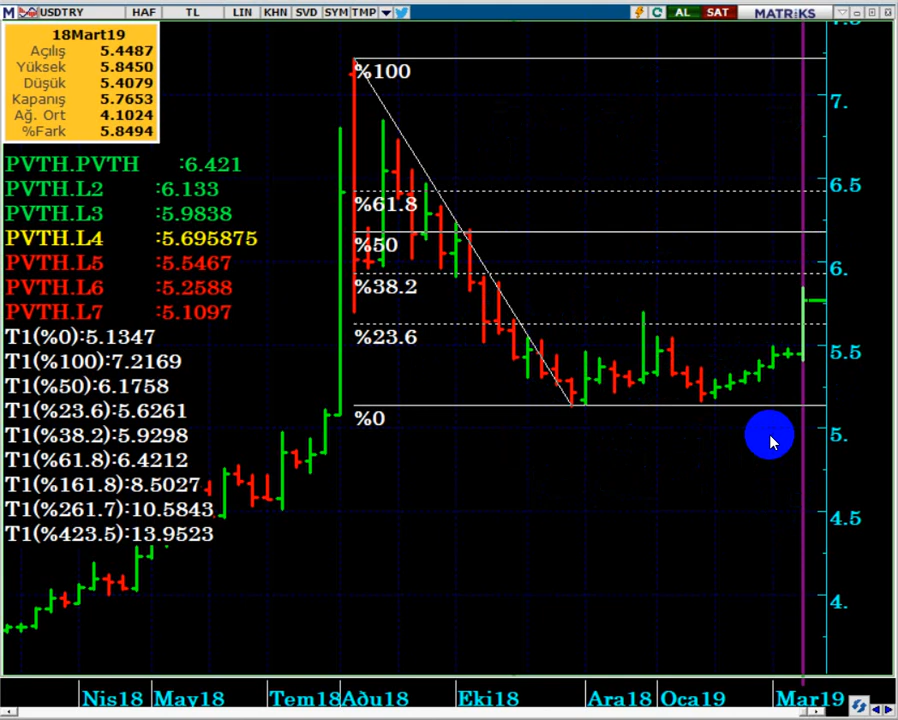 M USDTRY HAF TL LIN KHN SVD SYM TMP AL SAT MATRiKS
18Mart19
Açılış 5.4487
Yüksek 5.8450
Düşük 5.4079
Kapanış 5.7653
Ağ. Ort 4.1024
%Fark 5.8494
PVTH.PVTH :6.421
PVTH.L2 :6.133
PVTH.L3 :5.9838
PVTH.L4 :5.695875
PVTH.L5 :5.5467
PVTH.L6 :5.2588
PVTH.L7 :5.1097
T1(%0):5.1347
T1(%100):7.2169
T1(%50):6.1758
T1(%23.6):5.6261
T1(%38.2):5.9298
T1(%61.8):6.4212
T1(%161.8):8.5027
T1(%261.7):10.5843
T1(%423.5):13.9523
%100
%61.8
%50
%38.2
%23.6
%0
7.
6.5
6.
5.5
5.
4.5
4.
Nis18 May18 Tem18 Aðu18 Eki18 Ara18 Oca19 Mar19